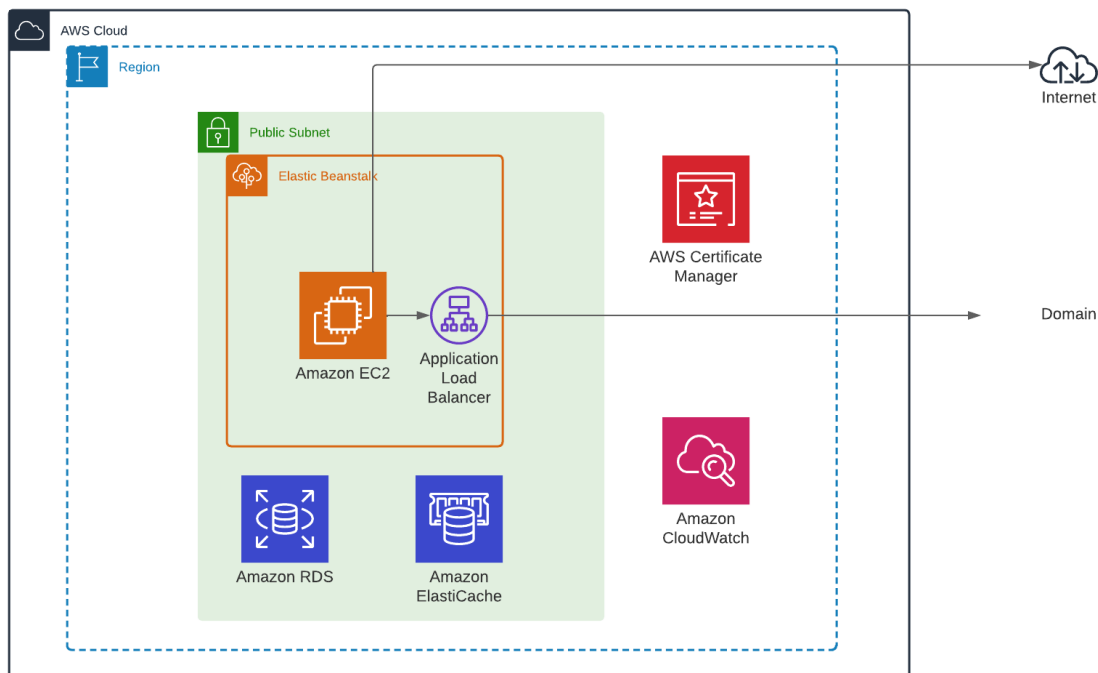 AWS Cloud
Region
Internet
Public Subnet
Elastic Beanstalk
AWS Certificate
Manager
Domain
Amazon EC2
Application
Load
Balancer
Amazon
CloudWatch
Amazon RDS
Amazon
ElastiCache